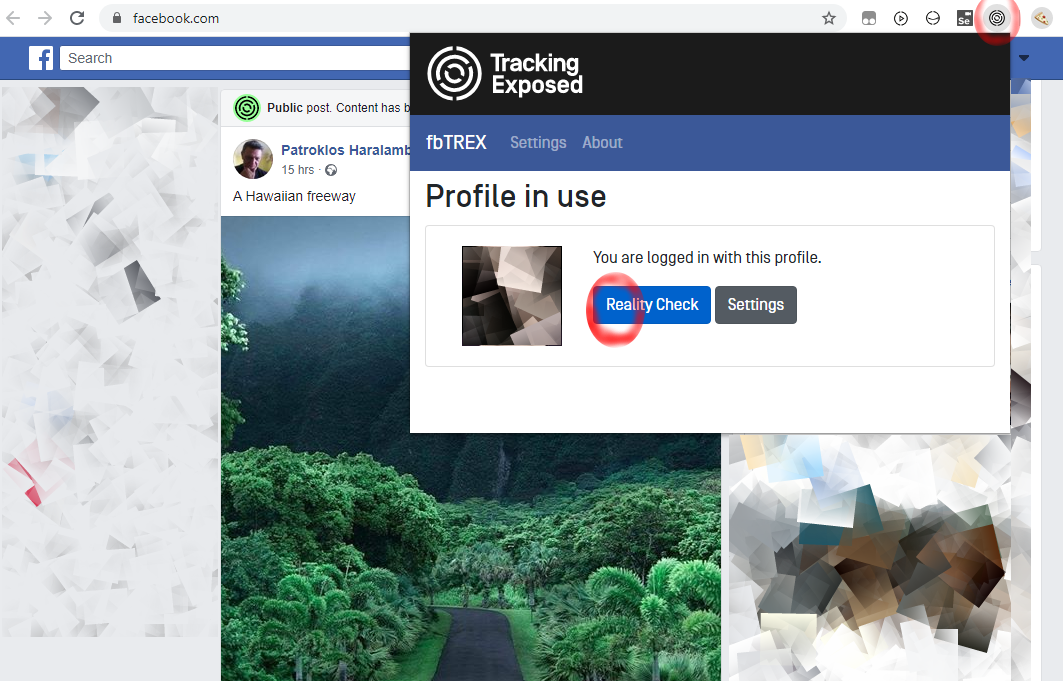 facebook.com
Se
Search
Tracking
Exposed
Public post. Content has b
fbTREX Settings About
Patroklos Haralamb
15 hrs ·
A Hawaiian freeway
Profile in use
You are logged in with this profile.
Reality Check Settings